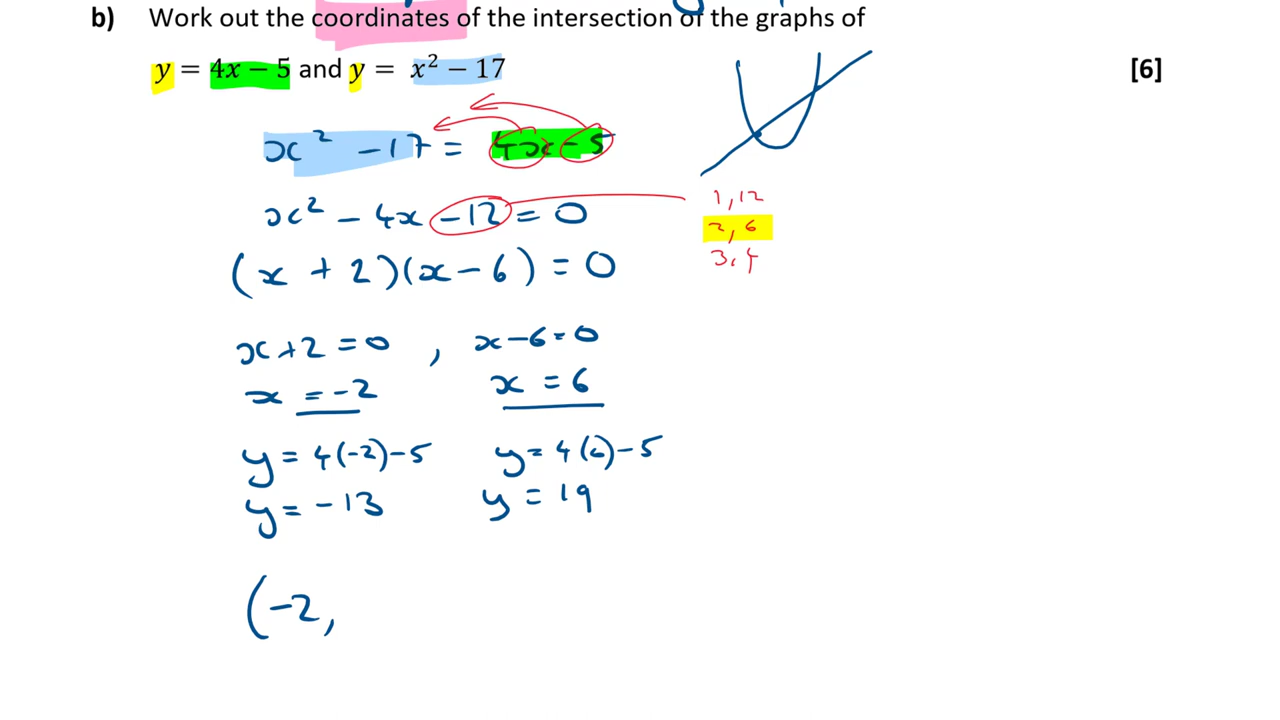 b) Work out the coordinates of the intersection of the graphs of
y = 4x − 5 and y = x² − 17 [6]
x² − 17 = 4x − 5
x² − 4x − 12 = 0
1, 12
2, 6
3, 4
(x + 2)(x − 6) = 0
x + 2 = 0 , x − 6 = 0
x = −2 x = 6
y = 4(−2) − 5 y = 4(6) − 5
y = −13 y = 19
(−2,